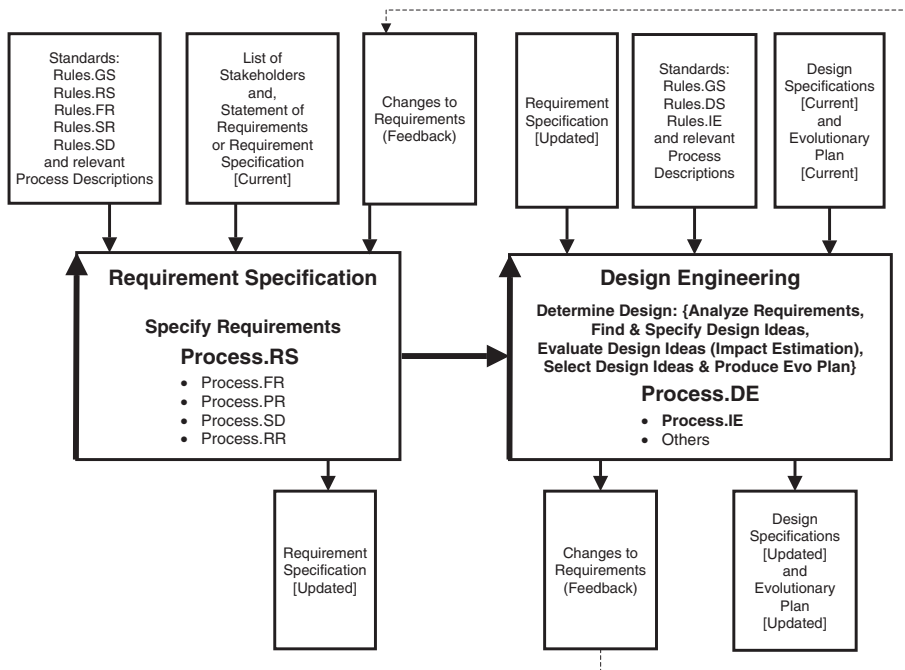 Standards:
Rules.GS
Rules.RS
Rules.FR
Rules.SR
Rules.SD
and relevant
Process Descriptions
List of
Stakeholders
and,
Statement of
Requirements
or Requirement
Specification
[Current]
Changes to
Requirements
(Feedback)
Requirement
Specification
[Updated]
Standards:
Rules.GS
Rules.DS
Rules.IE
and relevant
Process
Descriptions
Design
Specifications
[Current]
and
Evolutionary
Plan
[Current]
Requirement Specification
Specify Requirements
Process.RS
• Process.FR
• Process.PR
• Process.SD
• Process.RR
Design Engineering
Determine Design: {Analyze Requirements,
Find & Specify Design Ideas,
Evaluate Design Ideas (Impact Estimation),
Select Design Ideas & Produce Evo Plan}
Process.DE
• Process.IE
• Others
Requirement
Specification
[Updated]
Changes to
Requirements
(Feedback)
Design
Specifications
[Updated]
and
Evolutionary
Plan
[Updated]